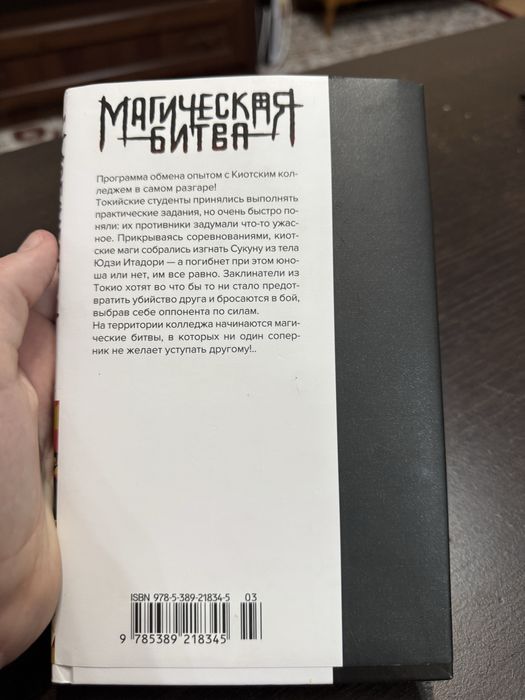 МАГИЧЕСКАЯ
БИТВА
Программа обмена опытом с Киотским кол-
леджем в самом разгаре!
Токийские студенты принялись выполнять
практические задания, но очень быстро по-
няли: их противники задумали что-то ужас-
ное. Прикрываясь соревнованиями, киот-
ские маги собрались изгнать Сукуну из тела
Юдзи Итадори — а погибнет при этом юно-
ша или нет, им все равно. Заклинатели из
Токио хотят во что бы то ни стало предот-
вратить убийство друга и бросаются в бой,
выбрав себе оппонента по силам.
На территории колледжа начинаются маги-
ческие битвы, в которых ни один сопер-
ник не желает уступать другому!..
ISBN 978-5-389-21834-5 03
9 785389 218345